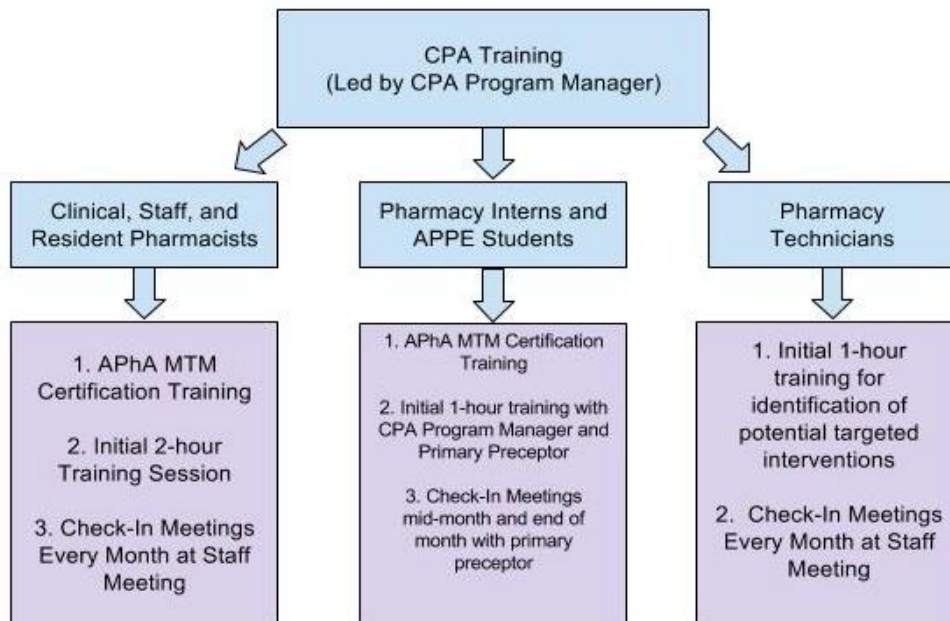 CPA Training
(Led by CPA Program Manager)
Clinical, Staff, and
Resident Pharmacists
Pharmacy Interns and
APPE Students
Pharmacy
Technicians
1. APhA MTM
Certification Training
2. Initial 2-hour
Training Session
3. Check-In Meetings
Every Month at Staff
Meeting
1. APhA MTM Certification
Training
2. Initial 1-hour training with
CPA Program Manager and
Primary Preceptor
3. Check-In Meetings
mid-month and end of
month with primary
preceptor
1. Initial 1-hour
training for
identification of
potential targeted
interventions
2. Check-In Meetings
Every Month at Staff
Meeting